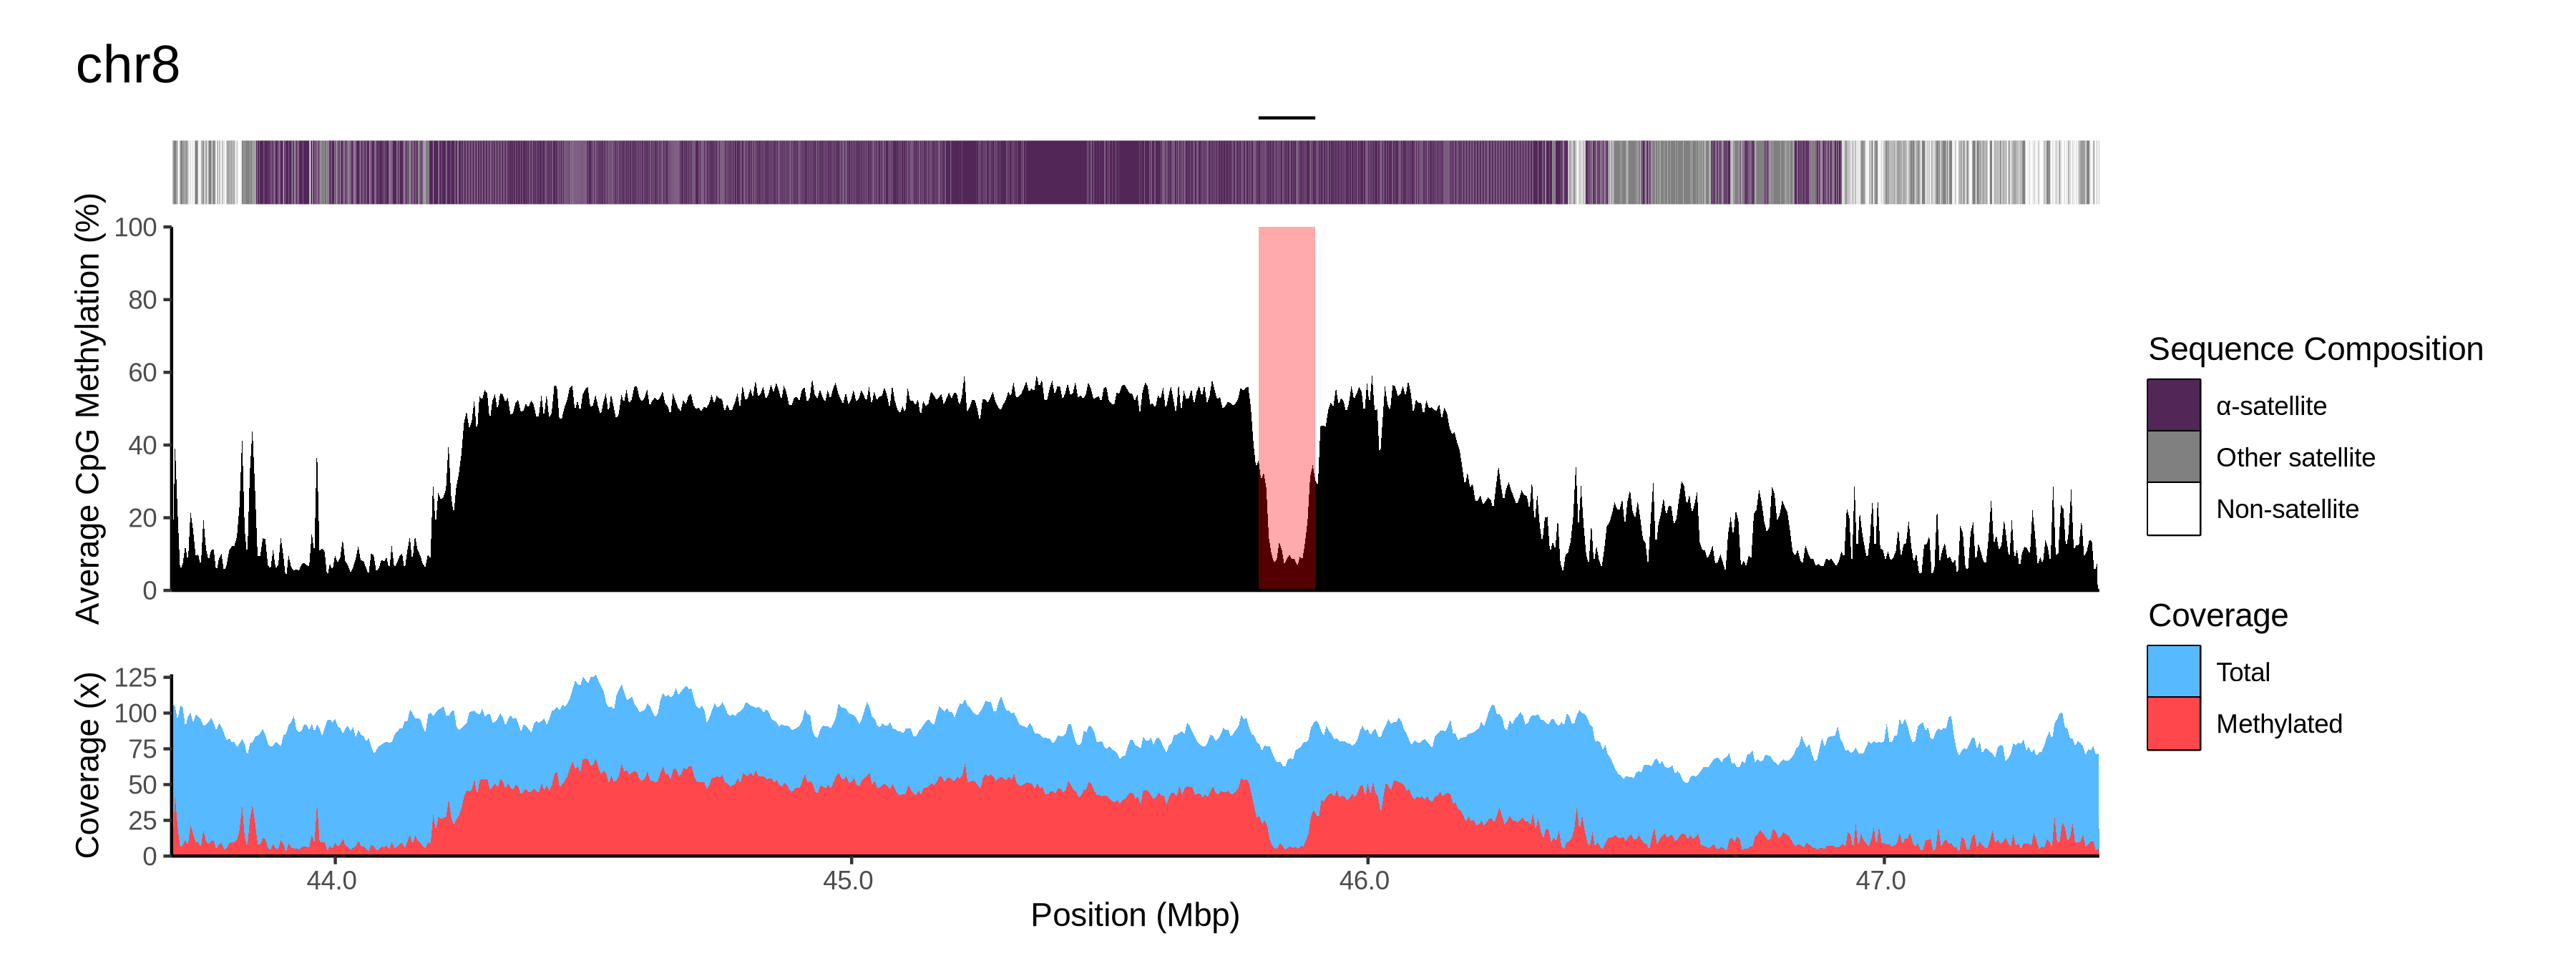 chr8
Average CpG Methylation (%)
100
80
60
40
20
0
Coverage (x)
125
100
75
50
25
0
44.0 45.0 46.0 47.0
Position (Mbp)
Sequence Composition
α-satellite
Other satellite
Non-satellite
Coverage
Total
Methylated